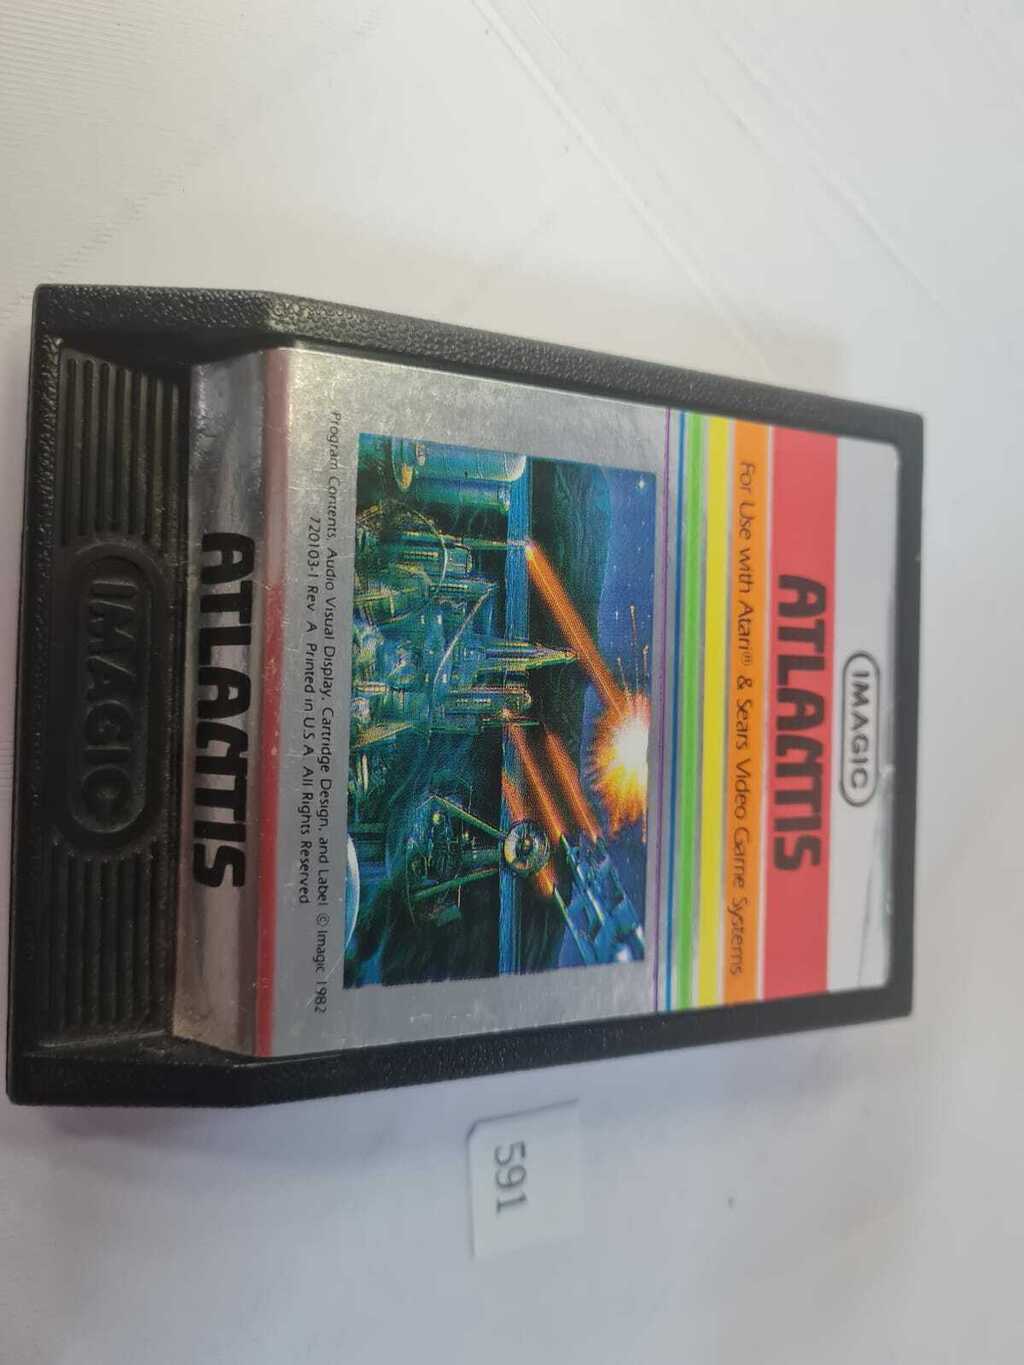 IMAGIC
ATLANTIS
For Use with Atari® & Sears Video Game Systems
Program Contents, Audio Visual Display, Cartridge Design, and Label © Imagic 1982
720103-1 Rev. A Printed in U.S.A. All Rights Reserved
ATLANTIS
IMAGIC
591